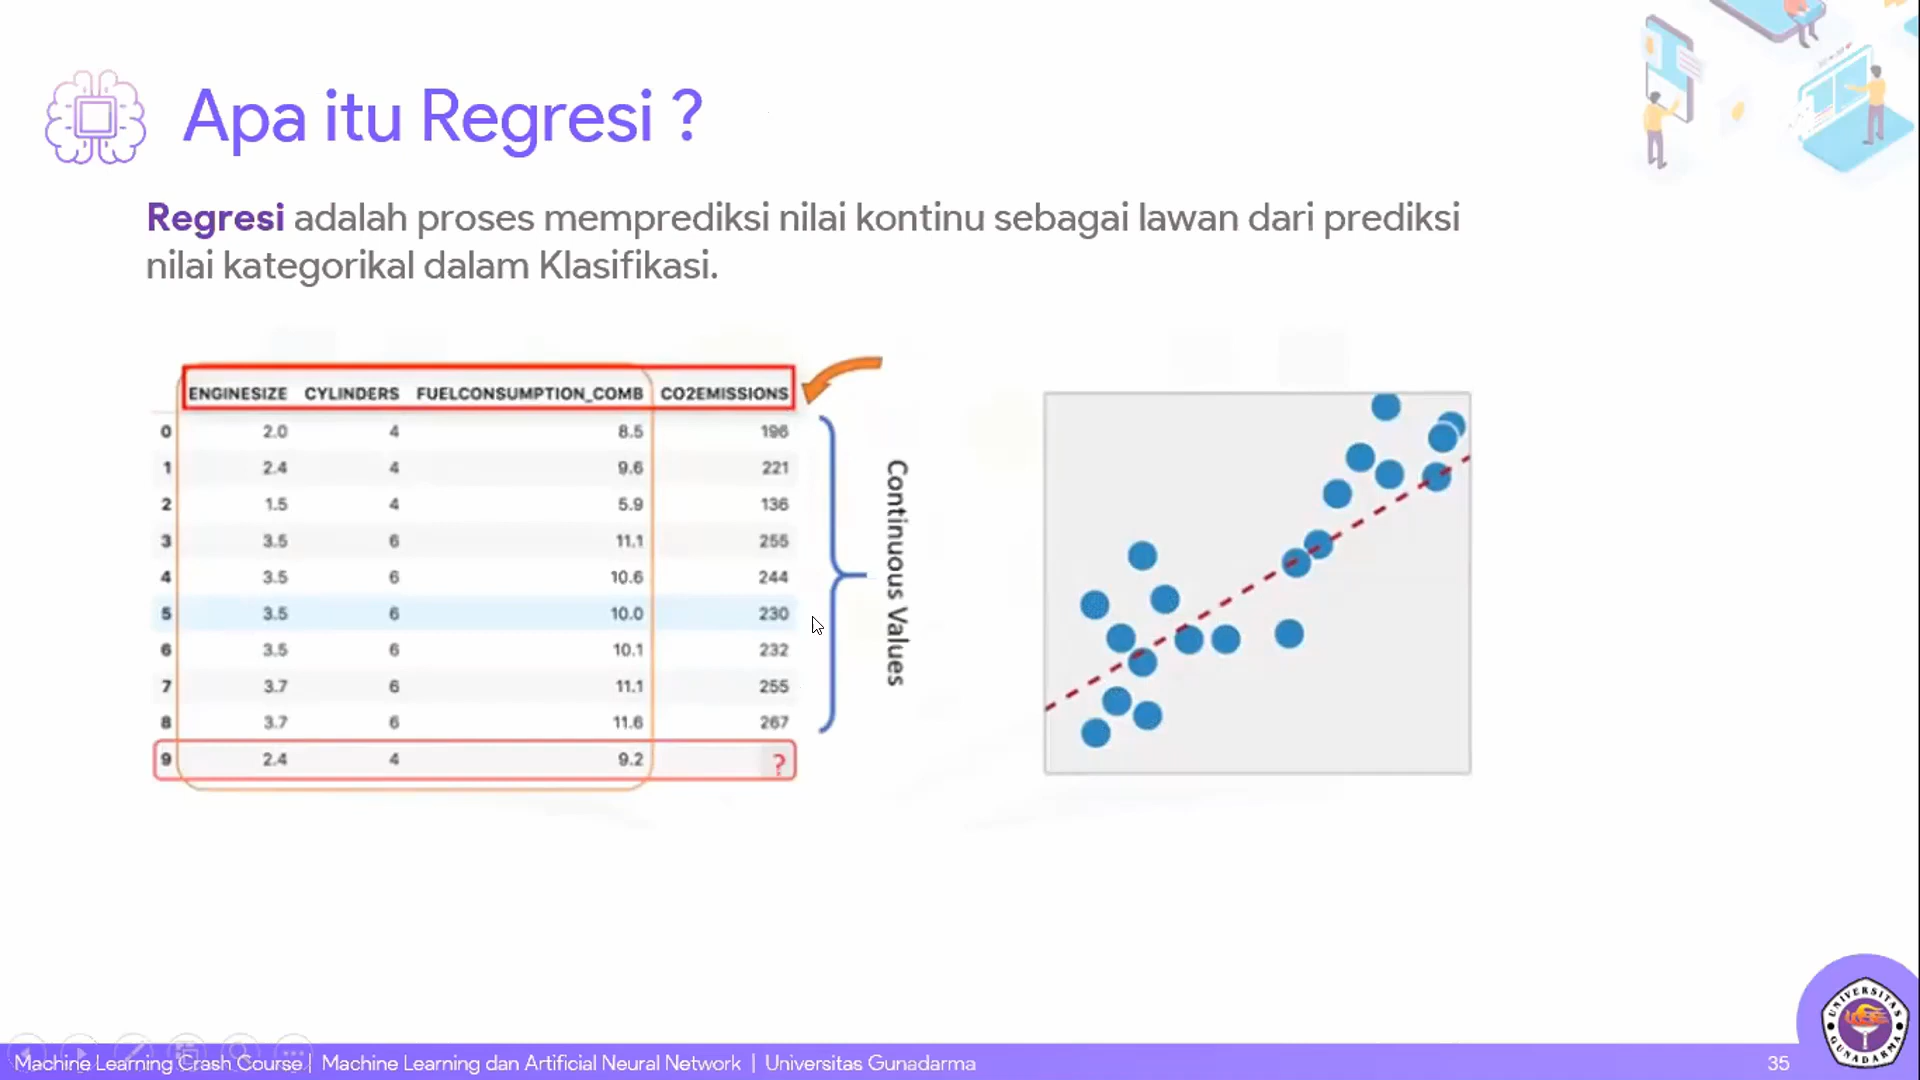 Apa itu Regresi ?
Regresi adalah proses memprediksi nilai kontinu sebagai lawan dari prediksi
nilai kategorikal dalam Klasifikasi.
ENGINESIZE CYLINDERS FUELCONSUMPTION_COMB CO2EMISSIONS
0 2.0 4 8.5 196
1 2.4 4 9.6 221
2 1.5 4 5.9 136
3 3.5 6 11.1 255
4 3.5 6 10.6 244
5 3.5 6 10.0 230
6 3.5 6 10.1 232
7 3.7 6 11.1 255
8 3.7 6 11.6 267
9 2.4 4 9.2 ?
Continuous Values
UNIVERSITAS
GUNADARMA
Machine Learning Crash Course | Machine Learning dan Artificial Neural Network | Universitas Gunadarma
35